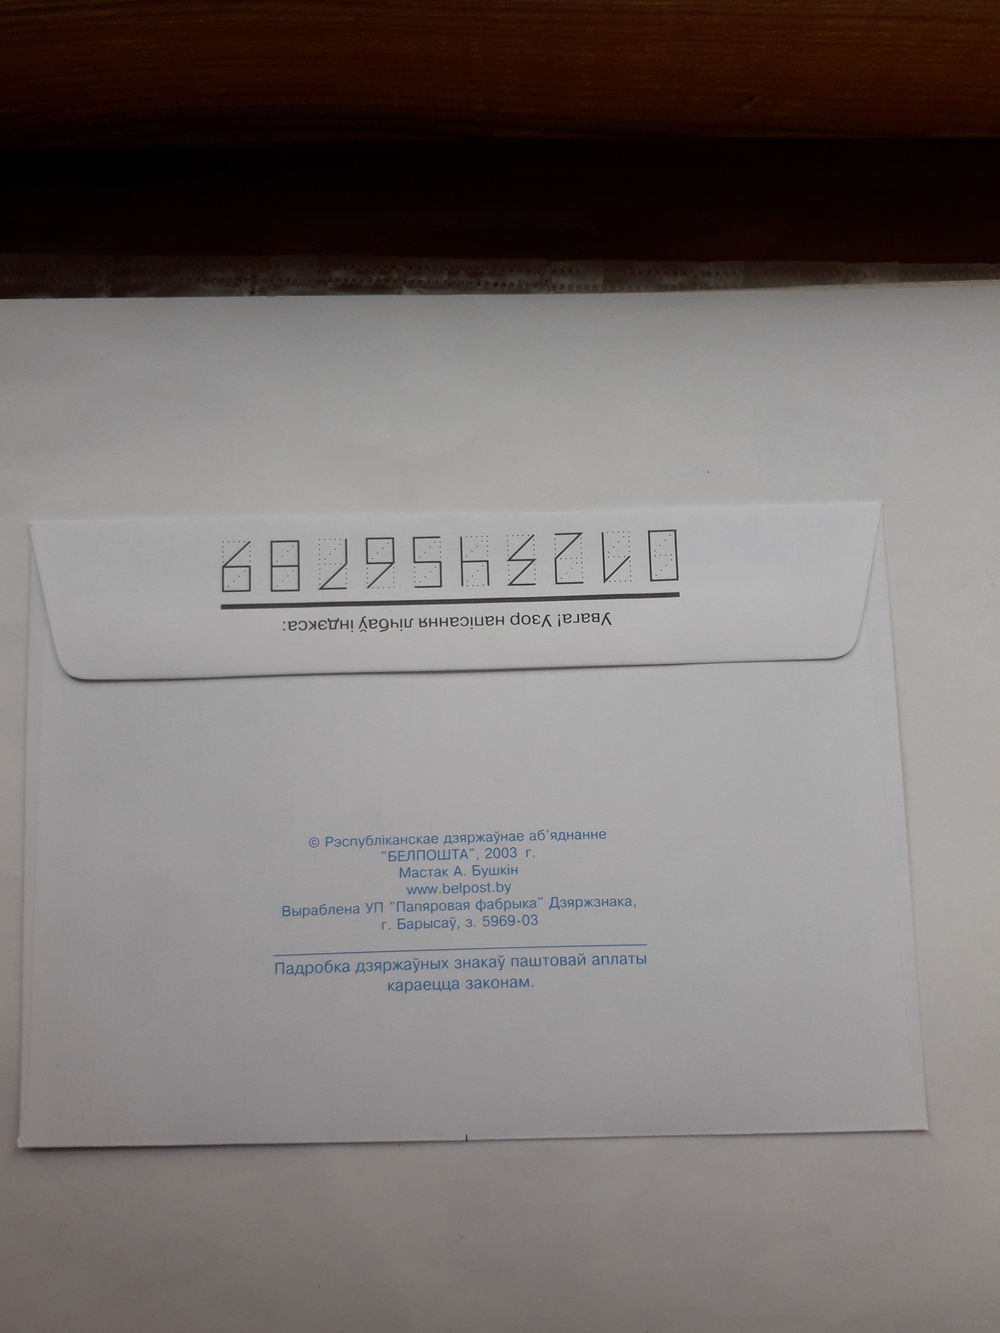 Увага! Узор напісання лічбаў індэкса:
0123456789
© Рэспубліканскае дзяржаўнае аб'яднанне
"БЕЛПОШТА", 2003 г.
Мастак А. Бушкін
www.belpost.by
Выраблена УП "Папяровая фабрыка" Дзяржзнака,
г. Барысаў, з. 5969-03
Падробка дзяржаўных знакаў паштовай аплаты
караецца законам.